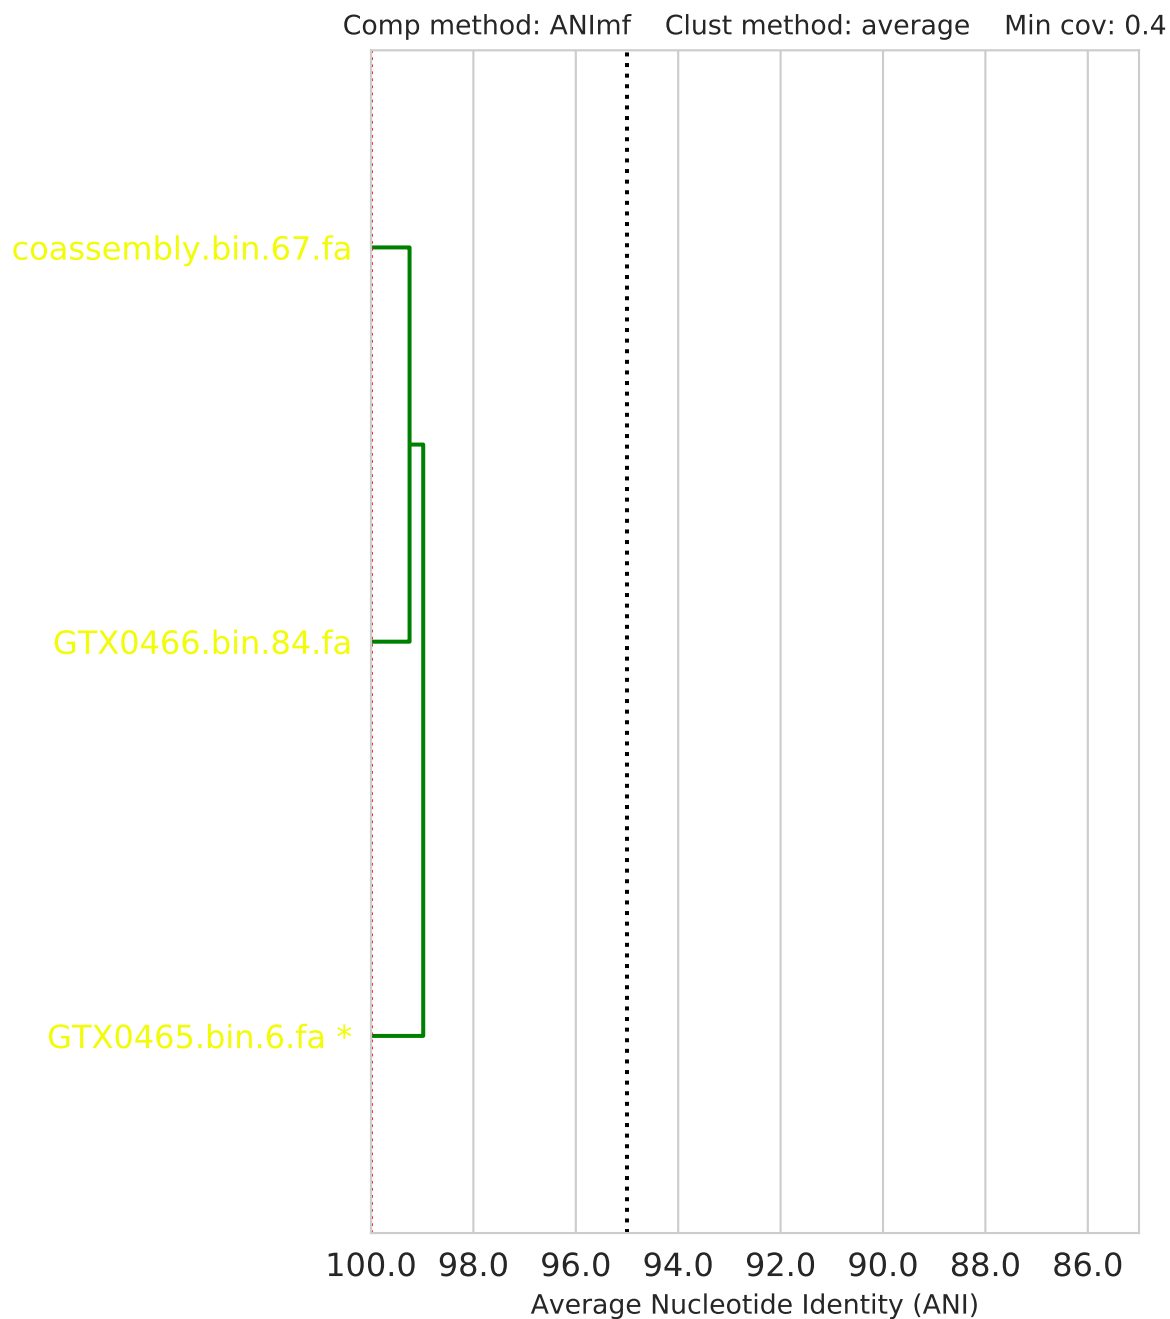 Comp method: ANImf    Clust method: average    Min cov: 0.4
coassembly.bin.67.fa
GTX0466.bin.84.fa
GTX0465.bin.6.fa *
100.0 98.0 96.0 94.0 92.0 90.0 88.0 86.0
Average Nucleotide Identity (ANI)